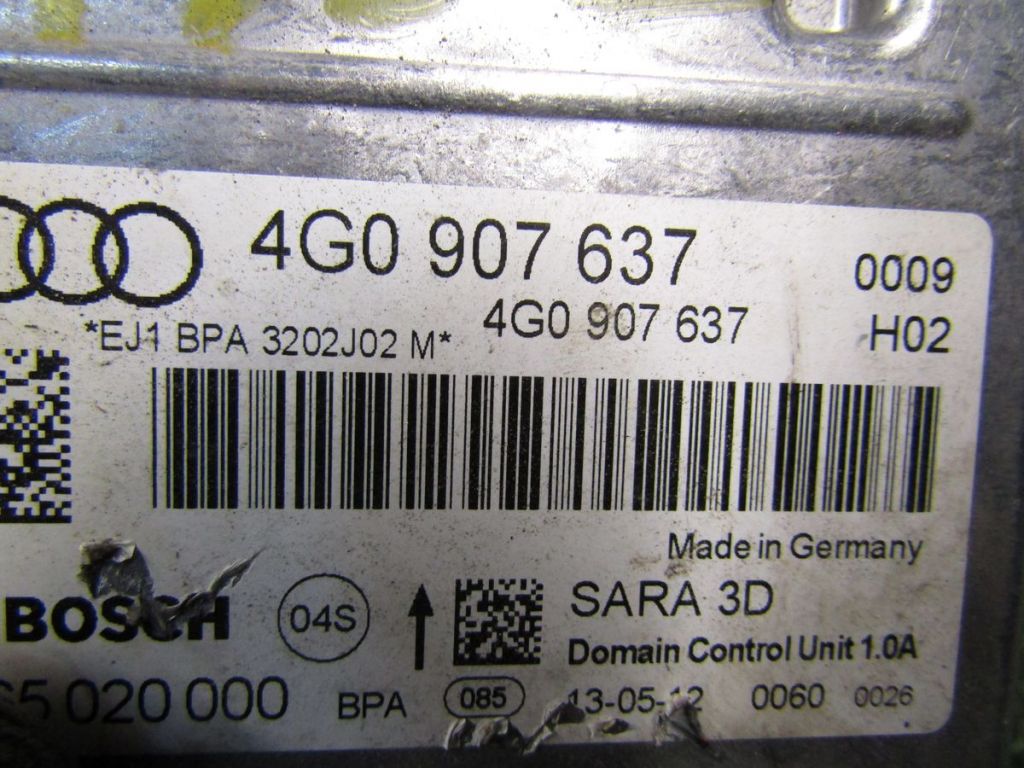 4G0 907 637 0009
*EJ1 BPA 3202J02 M* 4G0 907 637 H02
Made in Germany
BOSCH 04S SARA 3D
Domain Control Unit 1.0A
5 020 000 BPA 085 13-05-12 0060 0026